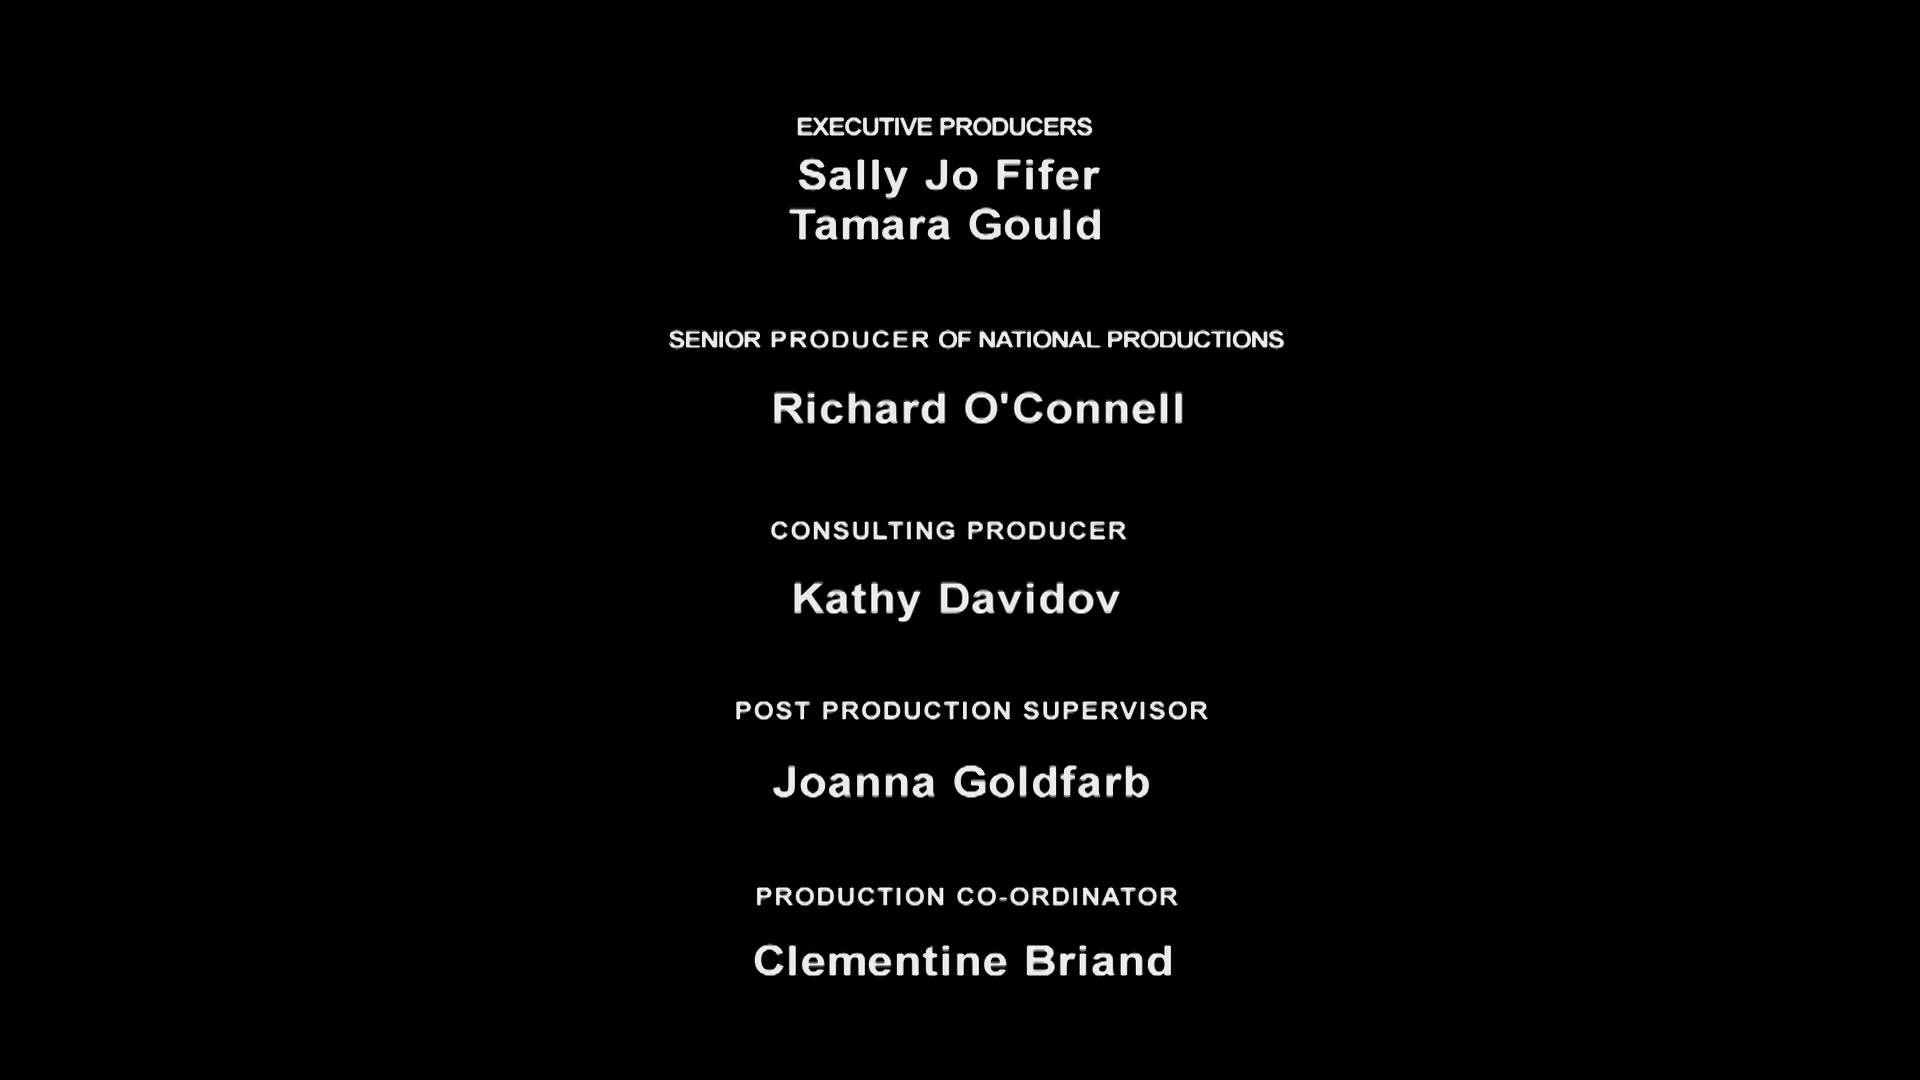 EXECUTIVE PRODUCERS
Sally Jo Fifer
Tamara Gould
SENIOR PRODUCER OF NATIONAL PRODUCTIONS
Richard O'Connell
CONSULTING PRODUCER
Kathy Davidov
POST PRODUCTION SUPERVISOR
Joanna Goldfarb
PRODUCTION CO-ORDINATOR
Clementine Briand